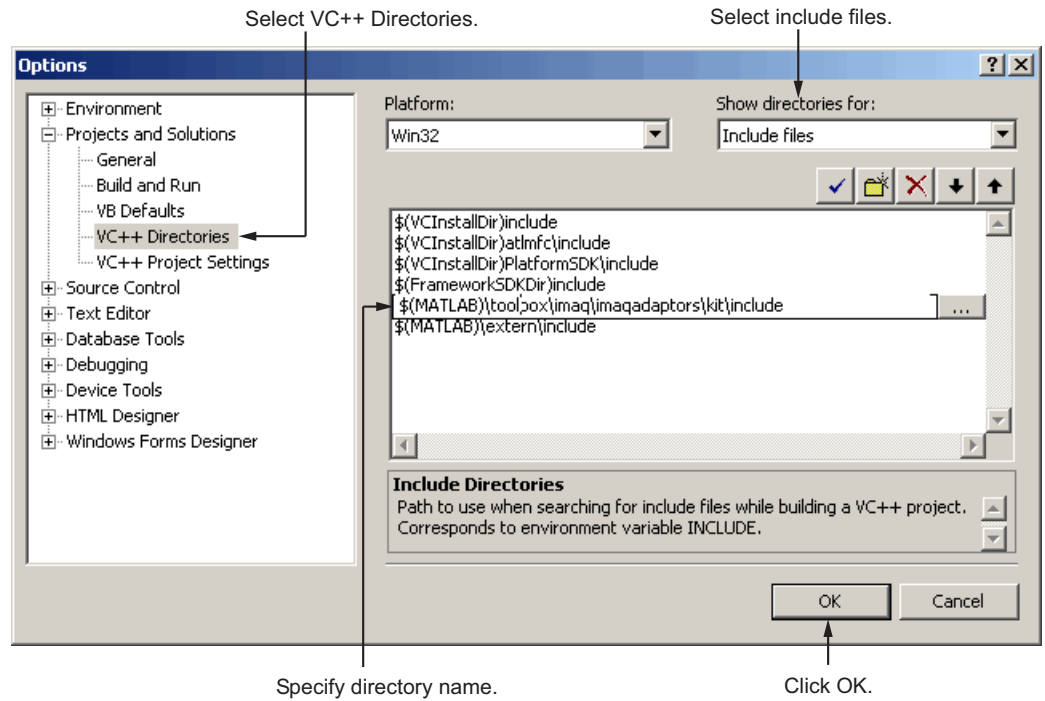 Select VC++ Directories.
Select include files.
Options
Environment
Projects and Solutions
General
Build and Run
VB Defaults
VC++ Directories
VC++ Project Settings
Source Control
Text Editor
Database Tools
Debugging
Device Tools
HTML Designer
Windows Forms Designer
Platform:
Win32
Show directories for:
Include files
$(VCInstallDir)include
$(VCInstallDir)atlmfc\include
$(VCInstallDir)PlatformSDK\include
$(FrameworkSDKDir)include
$(MATLAB)\toolbox\imaq\imaqadaptors\kit\include
...
$(MATLAB)\extern\include
Include Directories
Path to use when searching for include files while building a VC++ project.
Corresponds to environment variable INCLUDE.
OK
Cancel
Specify directory name.
Click OK.